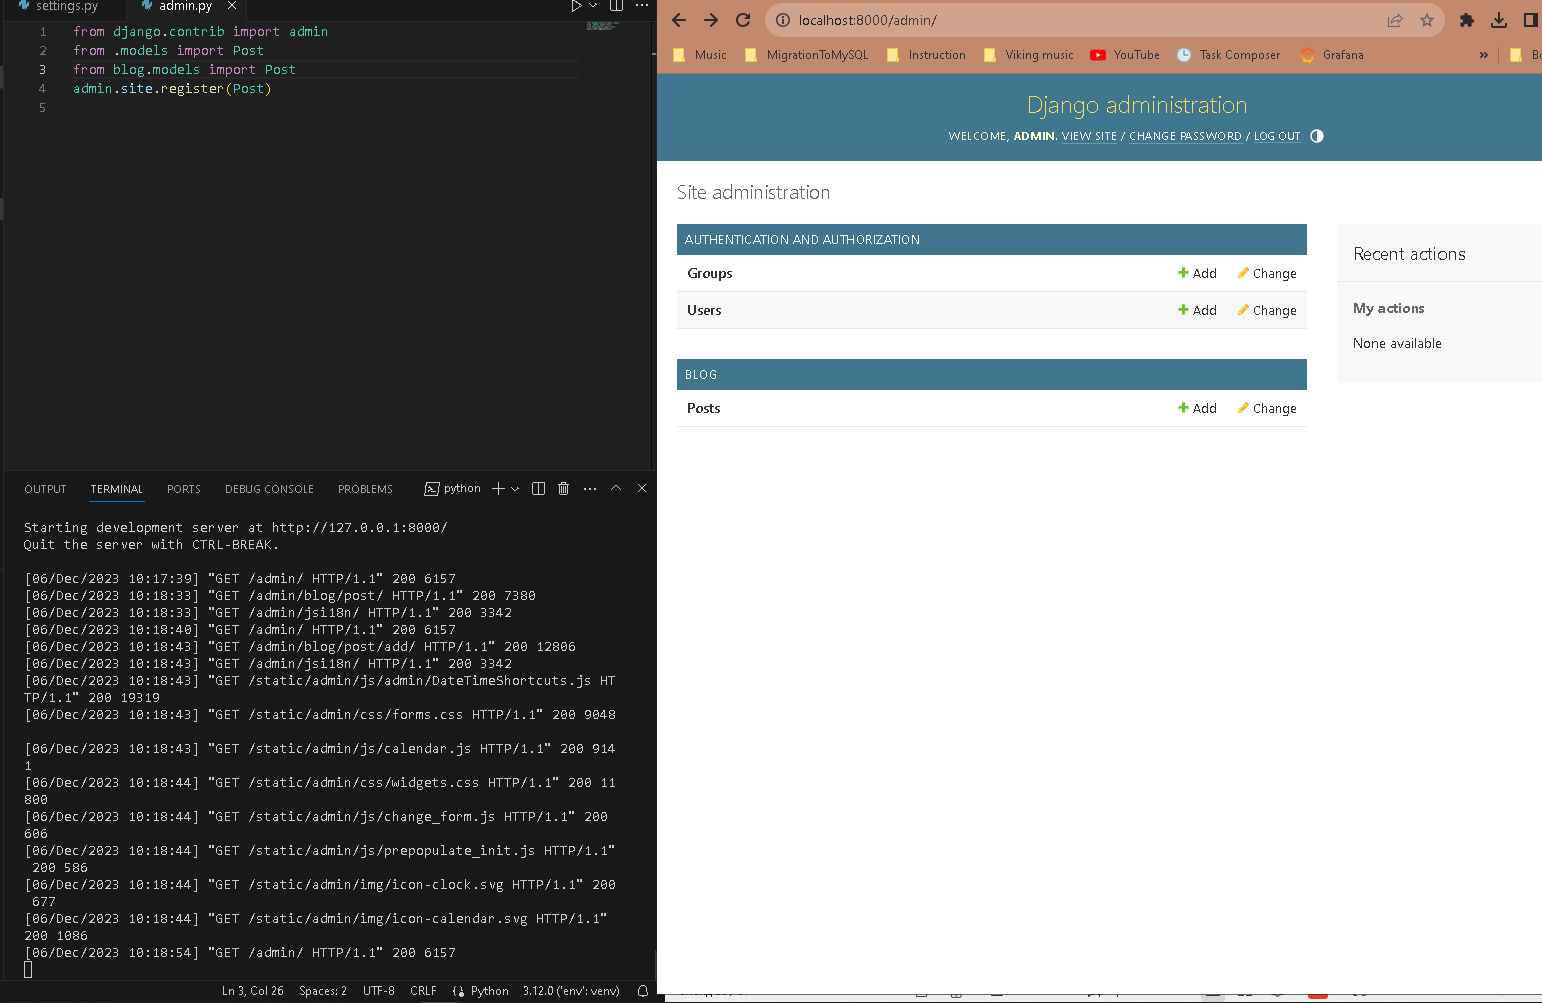 settings.py admin.py
1 from django.contrib import admin
2 from .models import Post
3 from blog.models import Post
4 admin.site.register(Post)
5
OUTPUT TERMINAL PORTS DEBUG CONSOLE PROBLEMS python
Starting development server at http://127.0.0.1:8000/
Quit the server with CTRL-BREAK.
[06/Dec/2023 10:17:39] "GET /admin/ HTTP/1.1" 200 6157
[06/Dec/2023 10:18:33] "GET /admin/blog/post/ HTTP/1.1" 200 7380
[06/Dec/2023 10:18:33] "GET /admin/jsi18n/ HTTP/1.1" 200 3342
[06/Dec/2023 10:18:40] "GET /admin/ HTTP/1.1" 200 6157
[06/Dec/2023 10:18:43] "GET /admin/blog/post/add/ HTTP/1.1" 200 12806
[06/Dec/2023 10:18:43] "GET /admin/jsi18n/ HTTP/1.1" 200 3342
[06/Dec/2023 10:18:43] "GET /static/admin/js/admin/DateTimeShortcuts.js HT
TP/1.1" 200 19319
[06/Dec/2023 10:18:43] "GET /static/admin/css/forms.css HTTP/1.1" 200 9048
[06/Dec/2023 10:18:43] "GET /static/admin/js/calendar.js HTTP/1.1" 200 914
1
[06/Dec/2023 10:18:44] "GET /static/admin/css/widgets.css HTTP/1.1" 200 11
800
[06/Dec/2023 10:18:44] "GET /static/admin/js/change_form.js HTTP/1.1" 200
606
[06/Dec/2023 10:18:44] "GET /static/admin/js/prepopulate_init.js HTTP/1.1"
200 586
[06/Dec/2023 10:18:44] "GET /static/admin/img/icon-clock.svg HTTP/1.1" 200
677
[06/Dec/2023 10:18:44] "GET /static/admin/img/icon-calendar.svg HTTP/1.1"
200 1086
[06/Dec/2023 10:18:54] "GET /admin/ HTTP/1.1" 200 6157
Ln 3, Col 26 Spaces: 2 UTF-8 CRLF Python 3.12.0 ('env': venv)
localhost:8000/admin/
Music MigrationToMySQL Instruction Viking music YouTube Task Composer Grafana »
Django administration
WELCOME, ADMIN. VIEW SITE / CHANGE PASSWORD / LOG OUT
Site administration
AUTHENTICATION AND AUTHORIZATION
Groups Add Change
Users Add Change
BLOG
Posts Add Change
Recent actions
My actions
None available